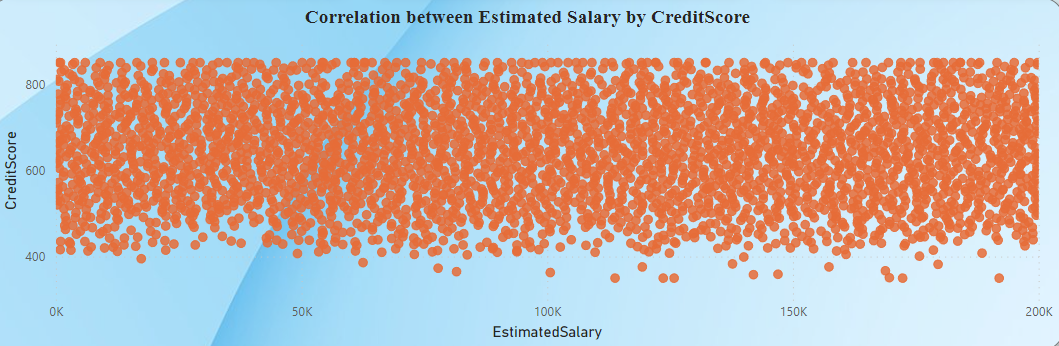 Correlation between Estimated Salary by CreditScore
CreditScore
800
600
400
0K
50K
100K
150K
200K
EstimatedSalary